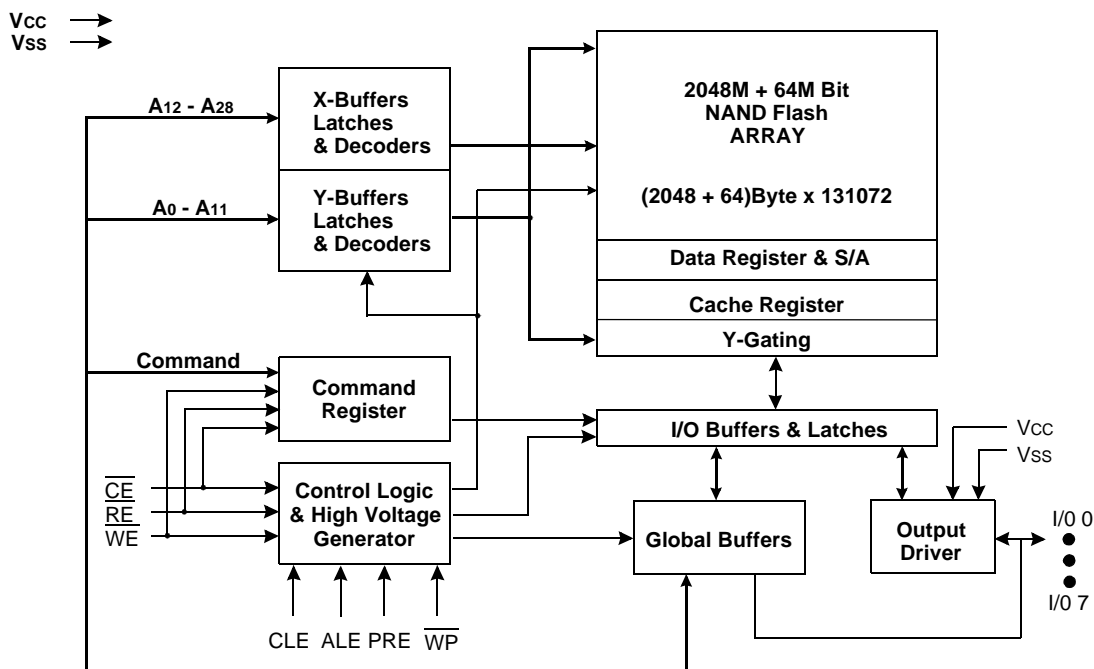 VCC
VSS
A12 - A28
X-Buffers
Latches
& Decoders
A0 - A11
Y-Buffers
Latches
& Decoders
2048M + 64M Bit
NAND Flash
ARRAY
(2048 + 64)Byte x 131072
Data Register & S/A
Cache Register
Y-Gating
Command
Command
Register
I/O Buffers & Latches
VCC
VSS
CE
RE
WE
Control Logic
& High Voltage
Generator
Global Buffers
Output
Driver
I/0 0
I/0 7
CLE
ALE
PRE
WP